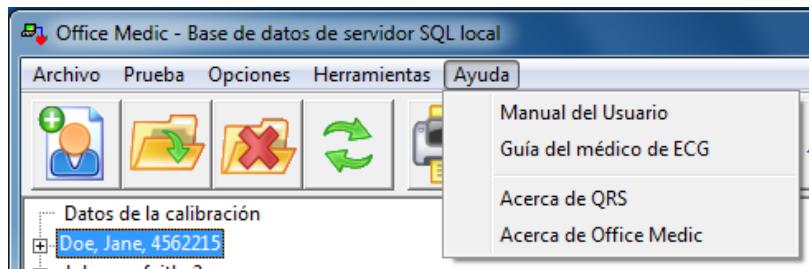 Office Medic - Base de datos de servidor SQL local
Archivo Prueba Opciones Herramientas Ayuda
Manual del Usuario
Guía del médico de ECG
Acerca de QRS
Acerca de Office Medic
Datos de la calibración
Doe, Jane, 4562215